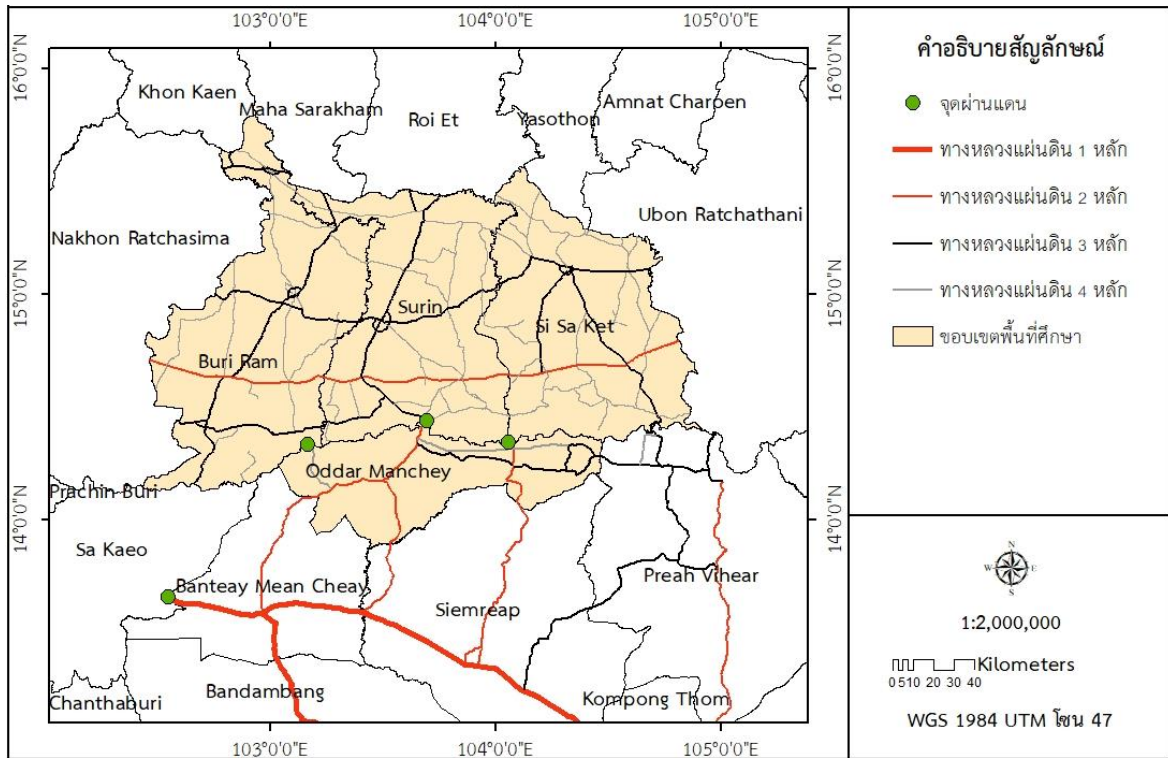 103°0'0"E
104°0'0"E
105°0'0"E
16°0'0"N
16°0'0"N
Khon Kaen
Maha Sarakham
Roi Et
Yasothon
Amnat Charoen
Nakhon Ratchasima
Ubon Ratchathani
15°0'0"N
15°0'0"N
Surin
Si Sa Ket
Buri Ram
Oddar Manchey
Prachin Buri
14°0'0"N
14°0'0"N
Sa Kaeo
Banteay Mean Cheay
Siemreap
Preah Vihear
Bandambang
Chanthaburi
Kompong Thom
103°0'0"E
104°0'0"E
105°0'0"E
คำอธิบายสัญลักษณ์
จุดผ่านแดน
ทางหลวงแผ่นดิน 1 หลัก
ทางหลวงแผ่นดิน 2 หลัก
ทางหลวงแผ่นดิน 3 หลัก
ทางหลวงแผ่นดิน 4 หลัก
ขอบเขตพื้นที่ศึกษา
N
W E
S
1:2,000,000
Kilometers
0 5 10 20 30 40
WGS 1984 UTM โซน 47